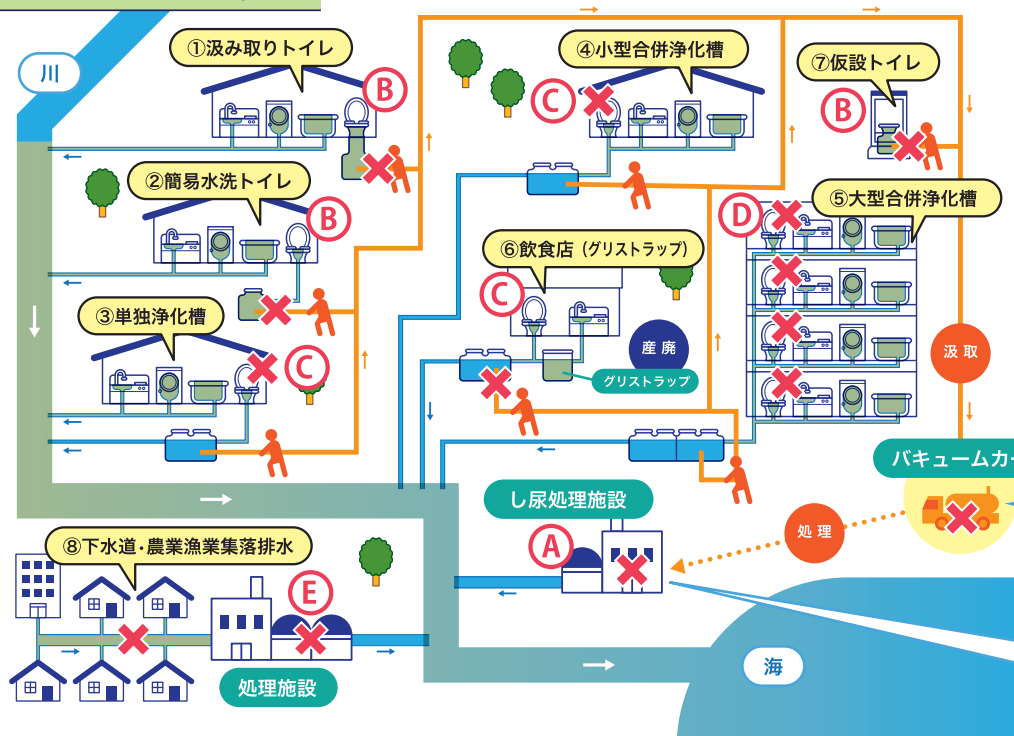 川
①汲み取りトイレ
B
②簡易水洗トイレ
B
③単独浄化槽
C
④小型合併浄化槽
C
⑦仮設トイレ
B
⑤大型合併浄化槽
D
⑥飲食店（グリストラップ）
C
産廃
グリストラップ
汲取
バキュームカー
し尿処理施設
A
処理
⑧下水道・農業漁業集落排水
E
処理施設
海